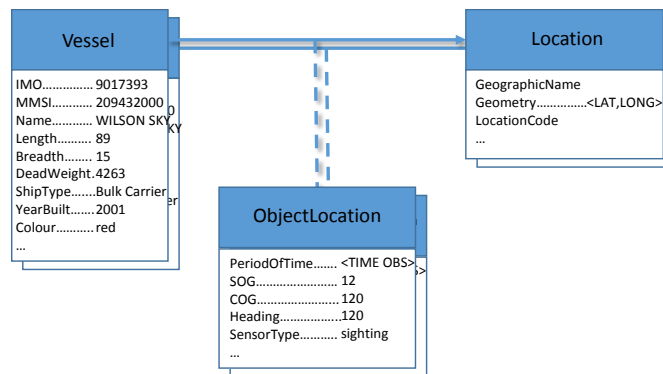 Vessel
IMO.............. 9017393
MMSI............ 209432000
Name............ WILSON SKY
Length.......... 89
Breadth........ 15
DeadWeight. 4263
ShipType.......Bulk Carrier
YearBuilt.......2001
Colour........... red
...
Location
GeographicName
Geometry..............<LAT,LONG>
LocationCode
...
ObjectLocation
PeriodOfTime....... <TIME OBS>
SOG........................ 12
COG....................... 120
Heading..................120
SensorType........... sighting
...